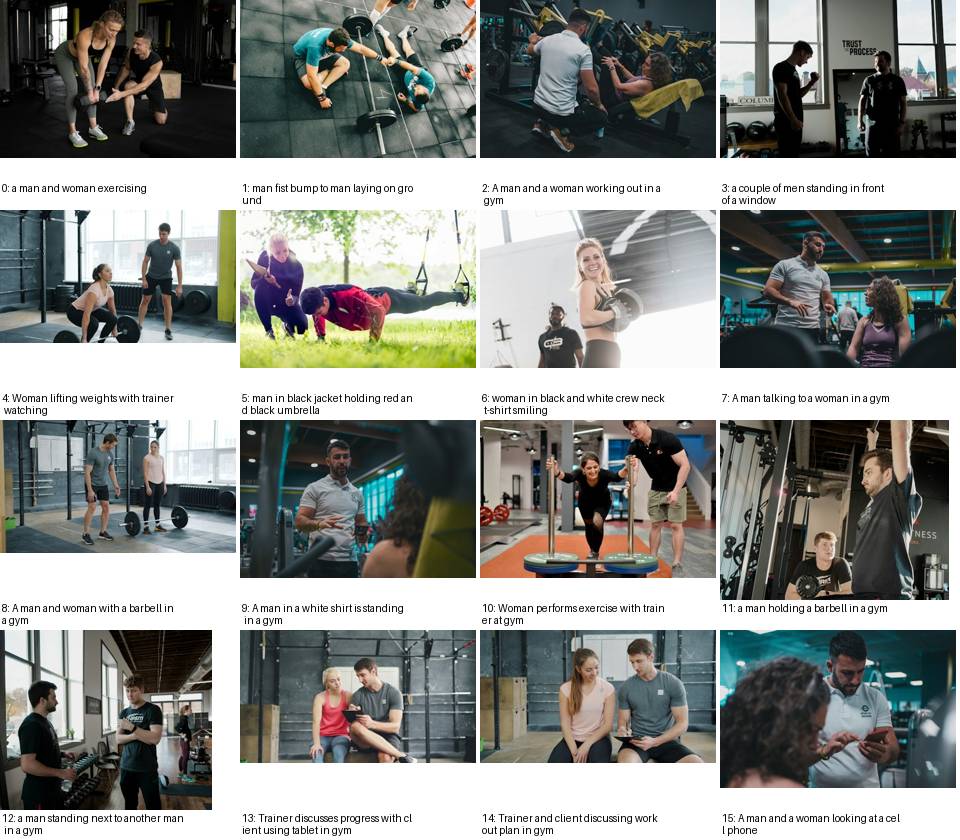 TRUST
THE PROCESS
COLUMB
0: a man and woman exercising
1: man fist bump to man laying on gro
und
2: A man and a woman working out in a
gym
3: a couple of men standing in front
of a window
4: Woman lifting weights with trainer
watching
5: man in black jacket holding red an
d black umbrella
6: woman in black and white crew neck
t-shirt smiling
7: A man talking to a woman in a gym
8: A man and woman with a barbell in
a gym
9: A man in a white shirt is standing
in a gym
10: Woman performs exercise with train
er at gym
NESS
11: a man holding a barbell in a gym
12: a man standing next to another man
in a gym
13: Trainer discusses progress with cl
ient using tablet in gym
14: Trainer and client discussing work
out plan in gym
15: A man and a woman looking at a cel
l phone